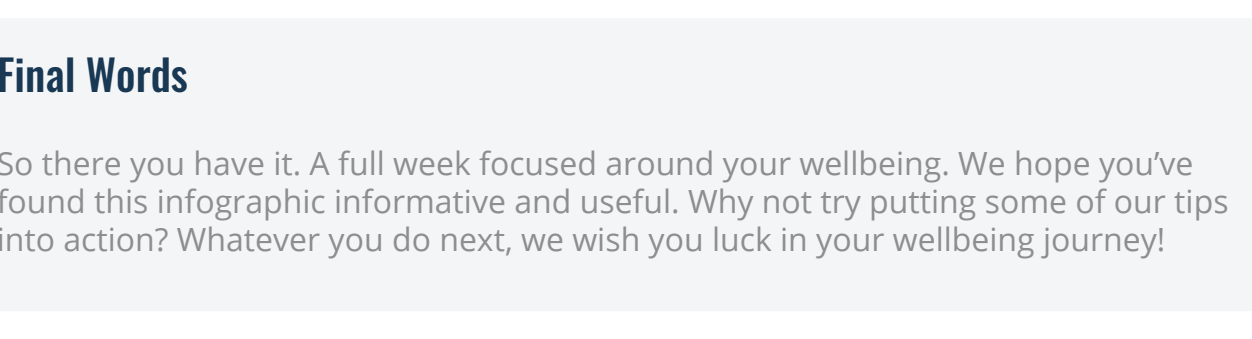 Final Words
So there you have it. A full week focused around your wellbeing. We hope you’ve
found this infographic informative and useful. Why not try putting some of our tips
into action? Whatever you do next, we wish you luck in your wellbeing journey!